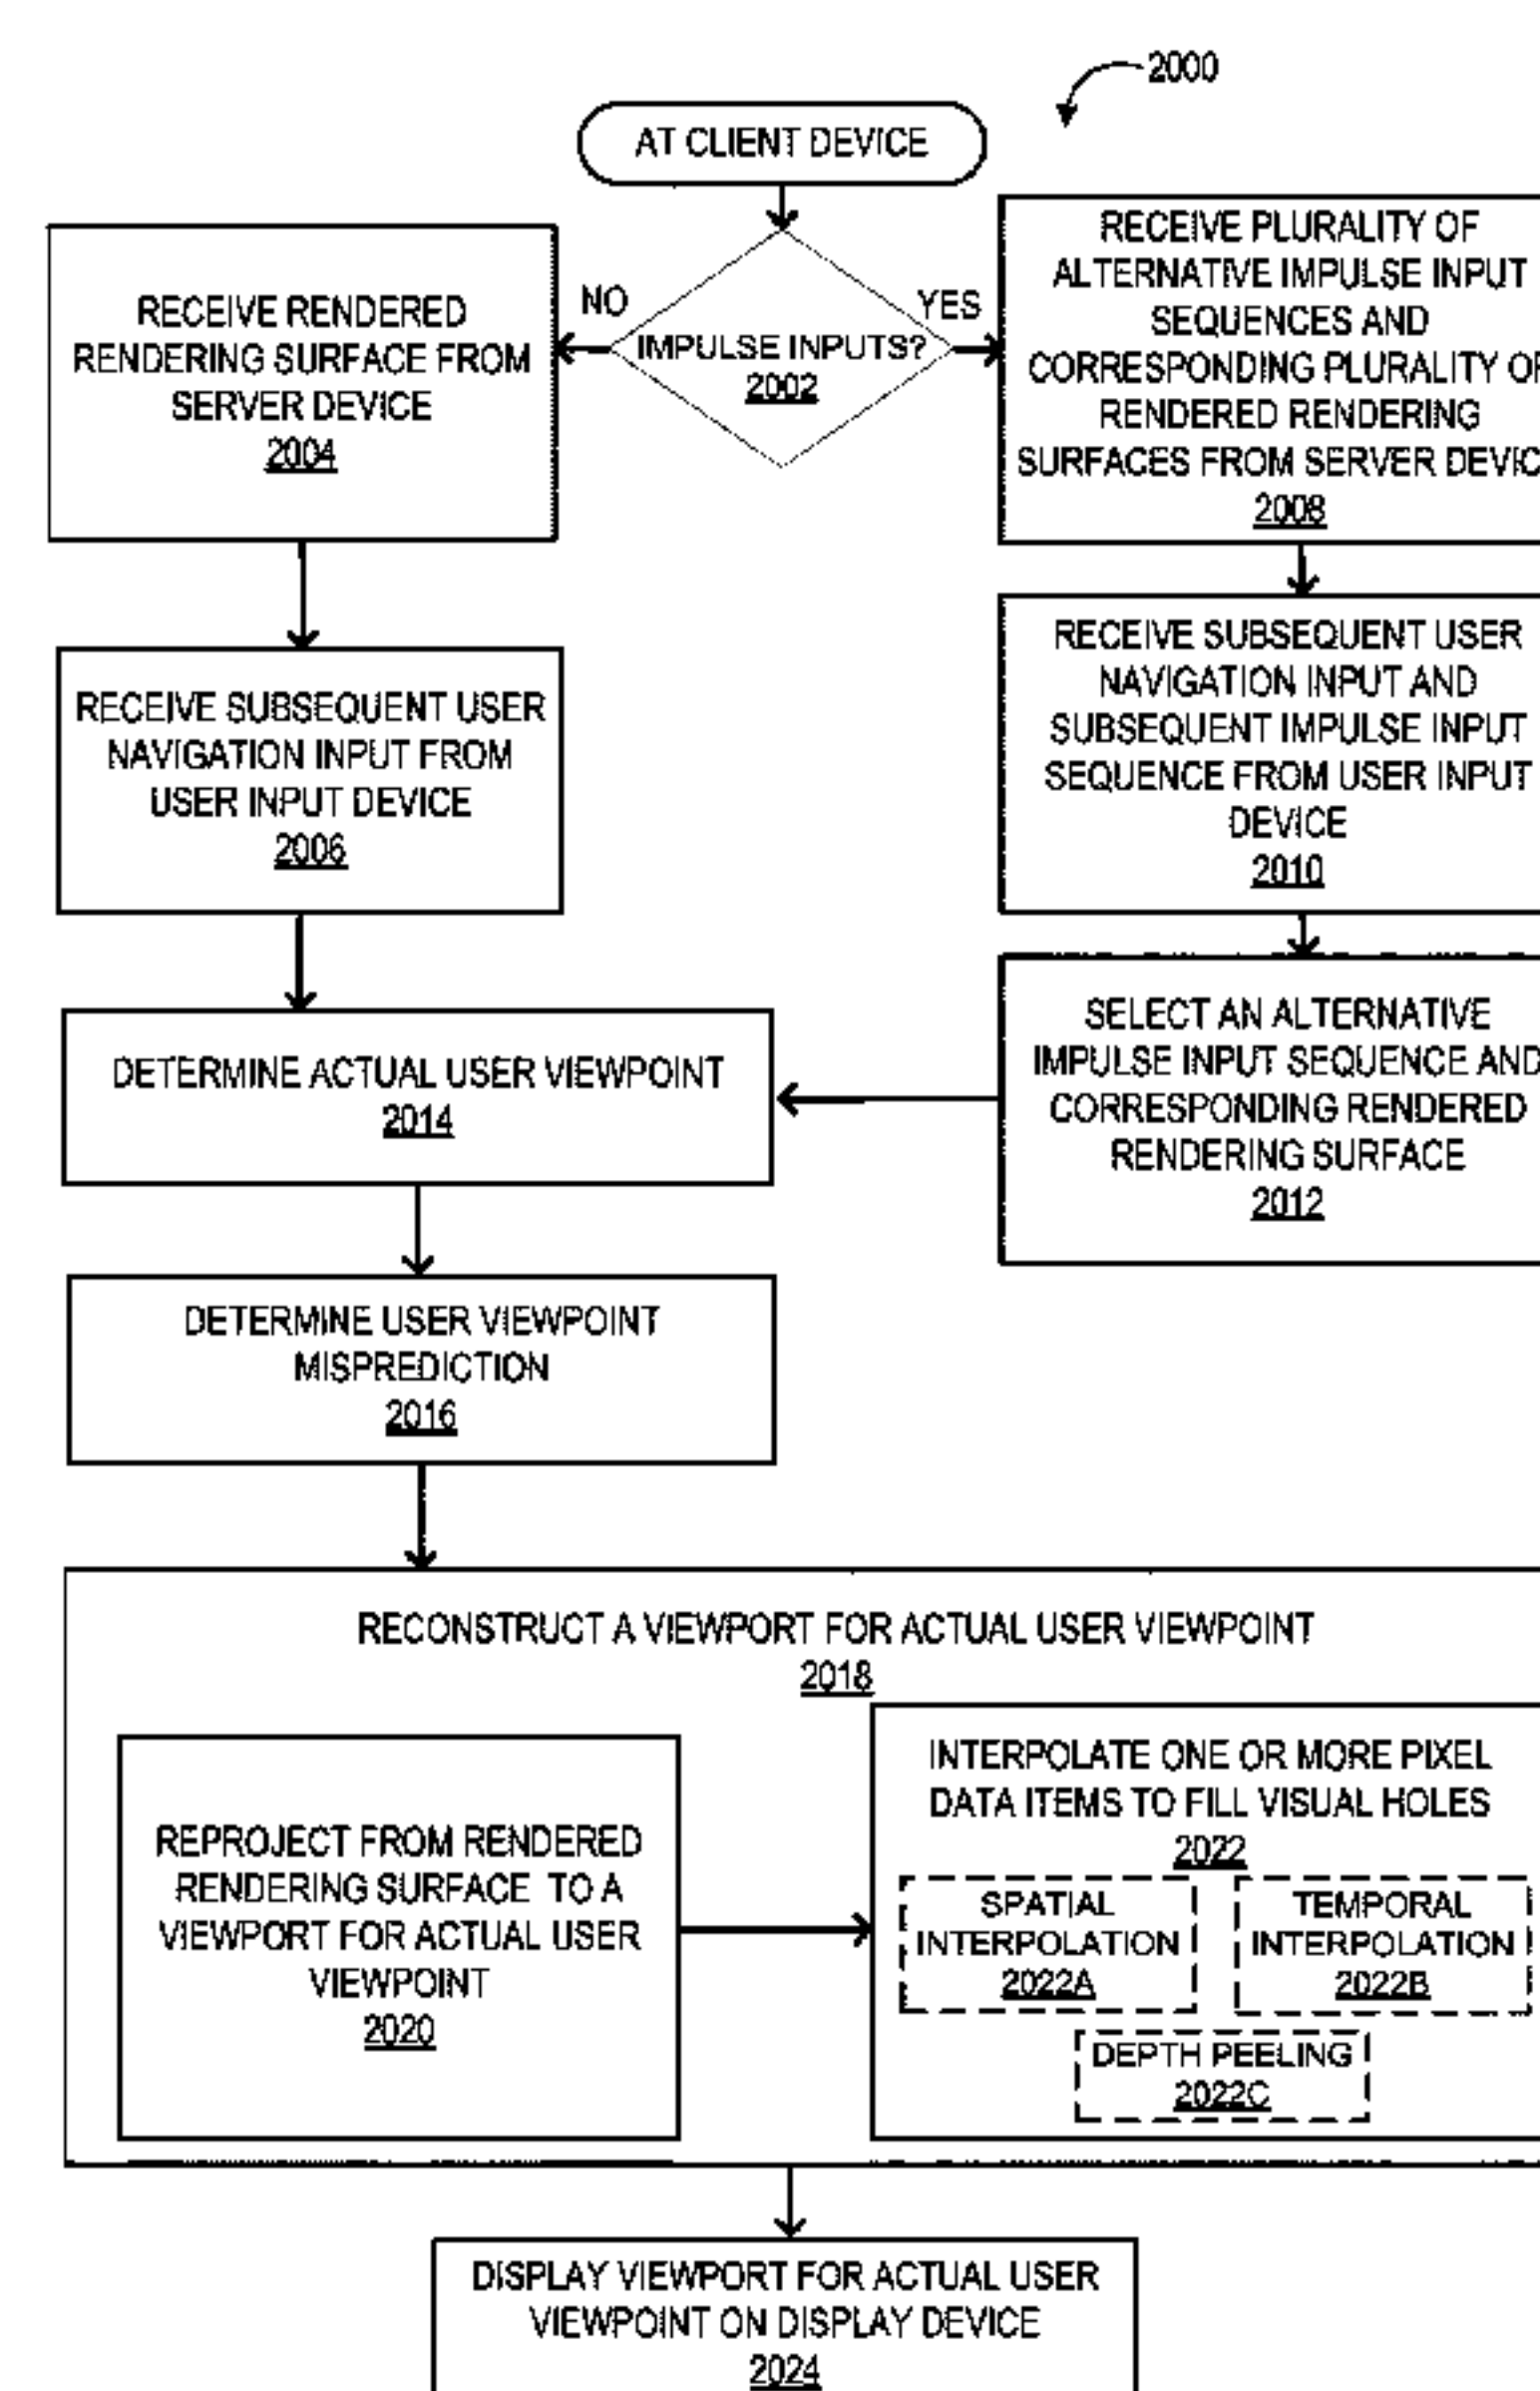 2000
AT CLIENT DEVICE
IMPULSE INPUTS?
2002
NO
YES
RECEIVE RENDERED
RENDERING SURFACE FROM
SERVER DEVICE
2004
RECEIVE SUBSEQUENT USER
NAVIGATION INPUT FROM
USER INPUT DEVICE
2006
RECEIVE PLURALITY OF
ALTERNATIVE IMPULSE INPUT
SEQUENCES AND
CORRESPONDING PLURALITY OF
RENDERED RENDERING
SURFACES FROM SERVER DEVIC
2008
RECEIVE SUBSEQUENT USER
NAVIGATION INPUT AND
SUBSEQUENT IMPULSE INPUT
SEQUENCE FROM USER INPUT
DEVICE
2010
SELECT AN ALTERNATIVE
IMPULSE INPUT SEQUENCE AND
CORRESPONDING RENDERED
RENDERING SURFACE
2012
DETERMINE ACTUAL USER VIEWPOINT
2014
DETERMINE USER VIEWPOINT
MISPREDICTION
2016
RECONSTRUCT A VIEWPORT FOR ACTUAL USER VIEWPOINT
2018
REPROJECT FROM RENDERED
RENDERING SURFACE TO A
VIEWPORT FOR ACTUAL USER
VIEWPOINT
2020
INTERPOLATE ONE OR MORE PIXEL
DATA ITEMS TO FILL VISUAL HOLES
2022
SPATIAL
INTERPOLATION
2022A
TEMPORAL
INTERPOLATION
2022B
DEPTH PEELING
2022C
DISPLAY VIEWPORT FOR ACTUAL USER
VIEWPOINT ON DISPLAY DEVICE
2024